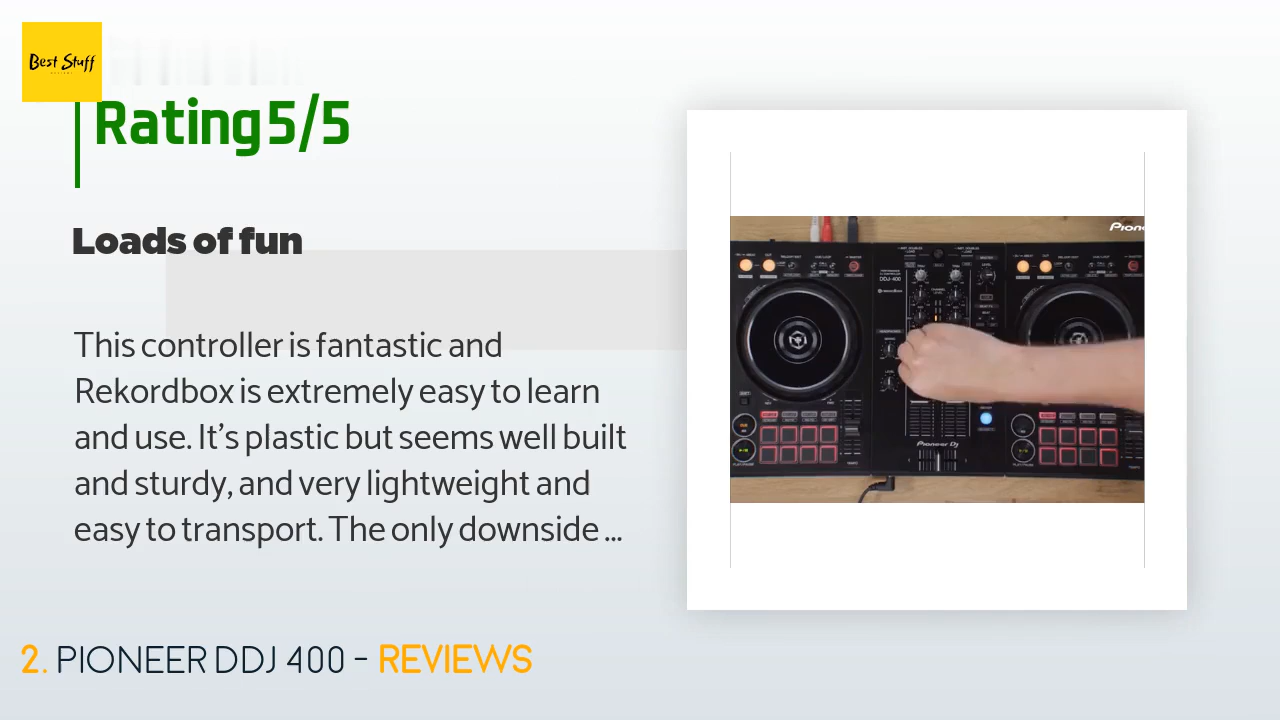 Best Stuff
Rating 5/5
Loads of fun
This controller is fantastic and
Rekordbox is extremely easy to learn
and use. It's plastic but seems well built
and sturdy, and very lightweight and
easy to transport. The only downside ...
Pione
DDJ-400
Pioneer Dj
2. PIONEER DDJ 400 - REVIEWS